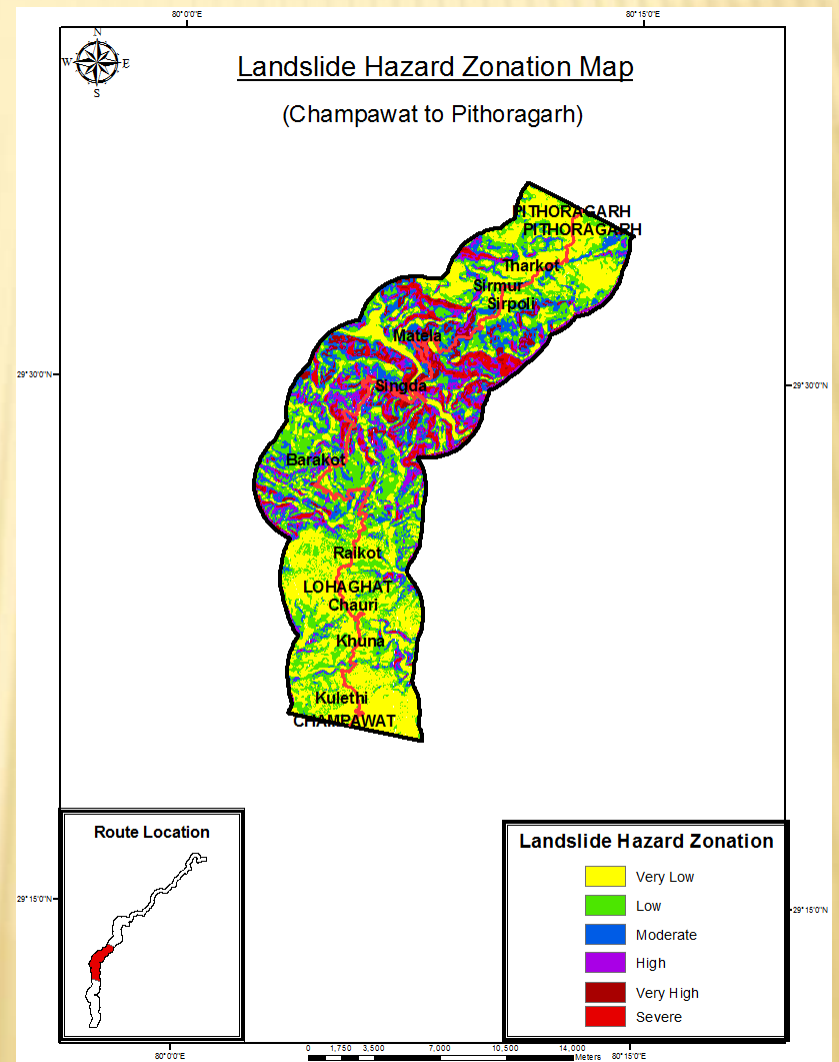 80°0'0"E
80°15'0"E
N
W
E
S
Landslide Hazard Zonation Map
(Champawat to Pithoragarh)
PITHORAGARH
PITHORAGARH
Tharkot
Sirmur
Sirpoli
Matela
29°30'0"N
29°30'0"N
Singda
Barakot
Raikot
LOHAGHAT
Chauri
Khuna
Kulethi
CHAMPAWAT
Route Location
Landslide Hazard Zonation
Very Low
Low
29°15'0"N
29°15'0"N
Moderate
High
Very High
Severe
0 1,750 3,500 7,000 10,500 14,000
Meters
80°0'0"E
80°15'0"E